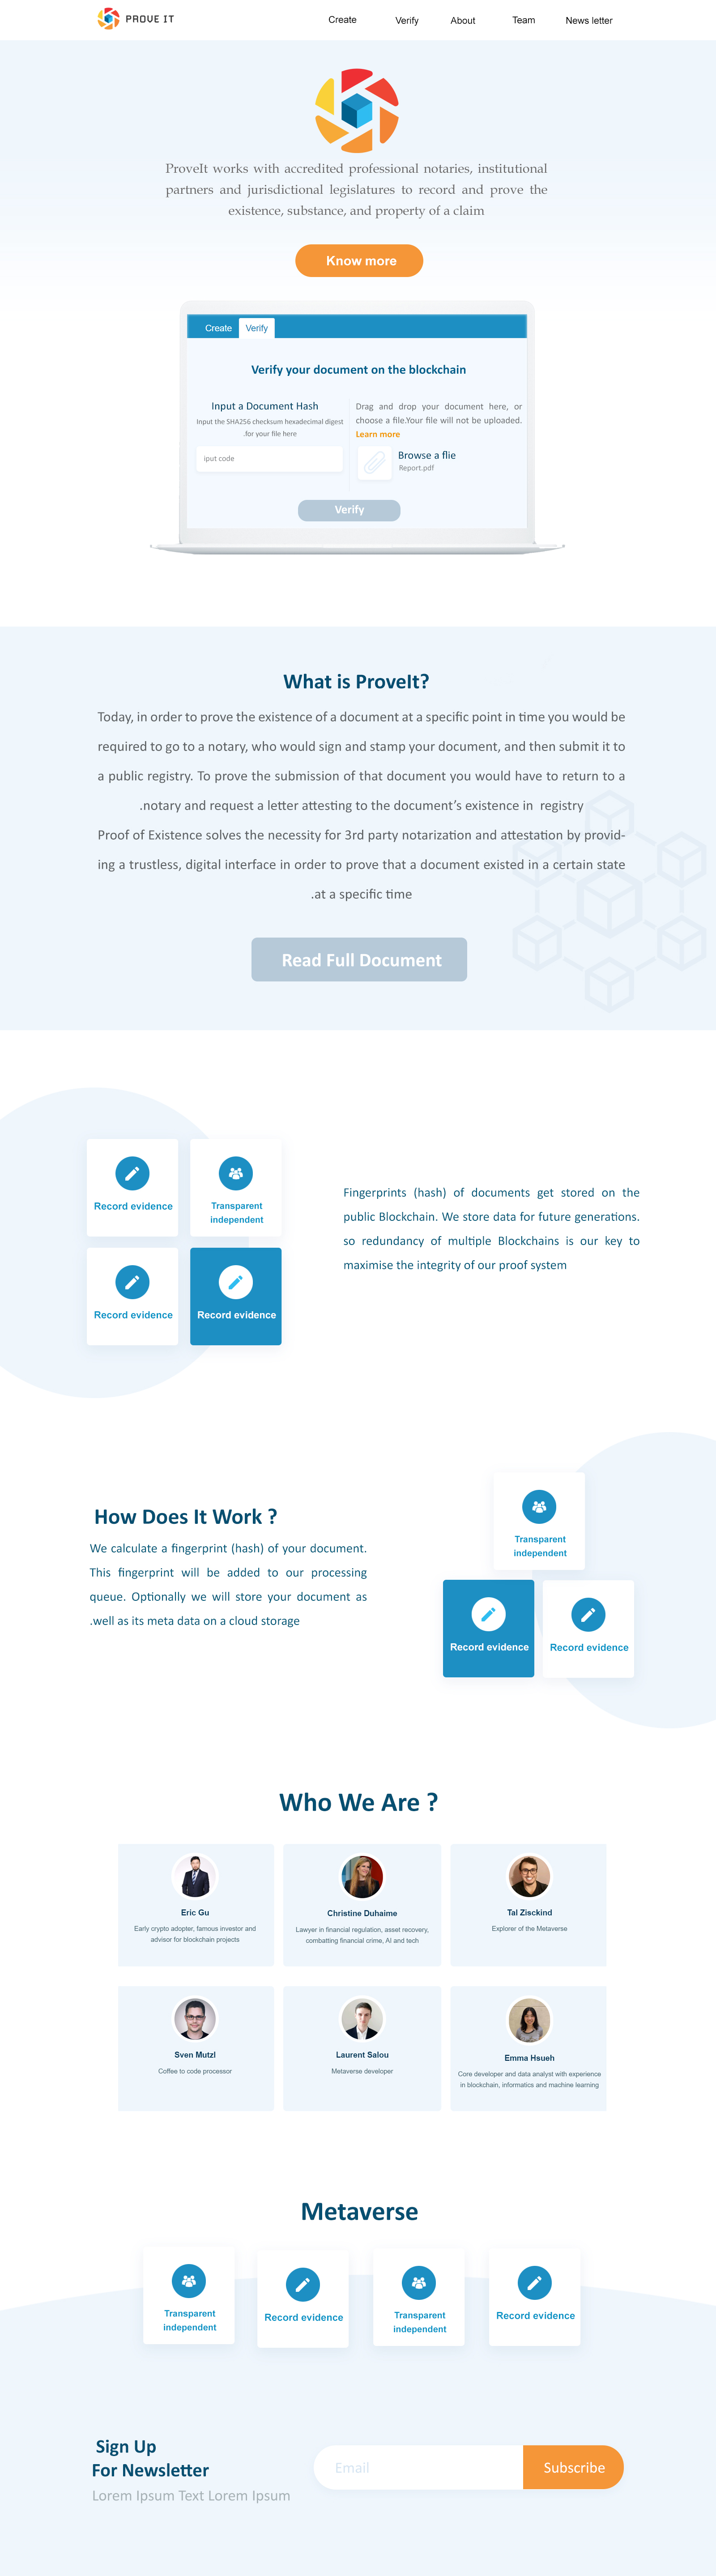 PROVE IT
Create Verify About Team News letter
ProveIt works with accredited professional notaries, institutional
partners and jurisdictional legislatures to record and prove the
existence, substance, and property of a claim
Know more
Create Verify
Verify your document on the blockchain
Input a Document Hash
Input the SHA256 checksum hexadecimal digest
.for your file here
iput code
Drag and drop your document here, or
choose a file.Your file will not be uploaded.
Learn more
Browse a flie
Report.pdf
Verify
What is ProveIt?
Today, in order to prove the existence of a document at a specific point in time you would be
required to go to a notary, who would sign and stamp your document, and then submit it to
a public registry. To prove the submission of that document you would have to return to a
.notary and request a letter attesting to the document’s existence in registry
Proof of Existence solves the necessity for 3rd party notarization and attestation by provid-
ing a trustless, digital interface in order to prove that a document existed in a certain state
.at a specific time
Read Full Document
Record evidence
Transparent
independent
Record evidence
Record evidence
Fingerprints (hash) of documents get stored on the
public Blockchain. We store data for future generations.
so redundancy of multiple Blockchains is our key to
maximise the integrity of our proof system
How Does It Work ?
We calculate a fingerprint (hash) of your document.
This fingerprint will be added to our processing
queue. Optionally we will store your document as
.well as its meta data on a cloud storage
Transparent
independent
Record evidence
Record evidence
Who We Are ?
Eric Gu
Early crypto adopter, famous investor and
advisor for blockchain projects
Christine Duhaime
Lawyer in financial regulation, asset recovery,
combatting financial crime, AI and tech
Tal Zisckind
Explorer of the Metaverse
Sven Mutzl
Coffee to code processor
Laurent Salou
Metaverse developer
Emma Hsueh
Core developer and data analyst with experience
in blockchain, informatics and machine learning
Metaverse
Transparent
independent
Record evidence
Transparent
independent
Record evidence
Sign Up
For Newsletter
Lorem Ipsum Text Lorem Ipsum
Email
Subscribe